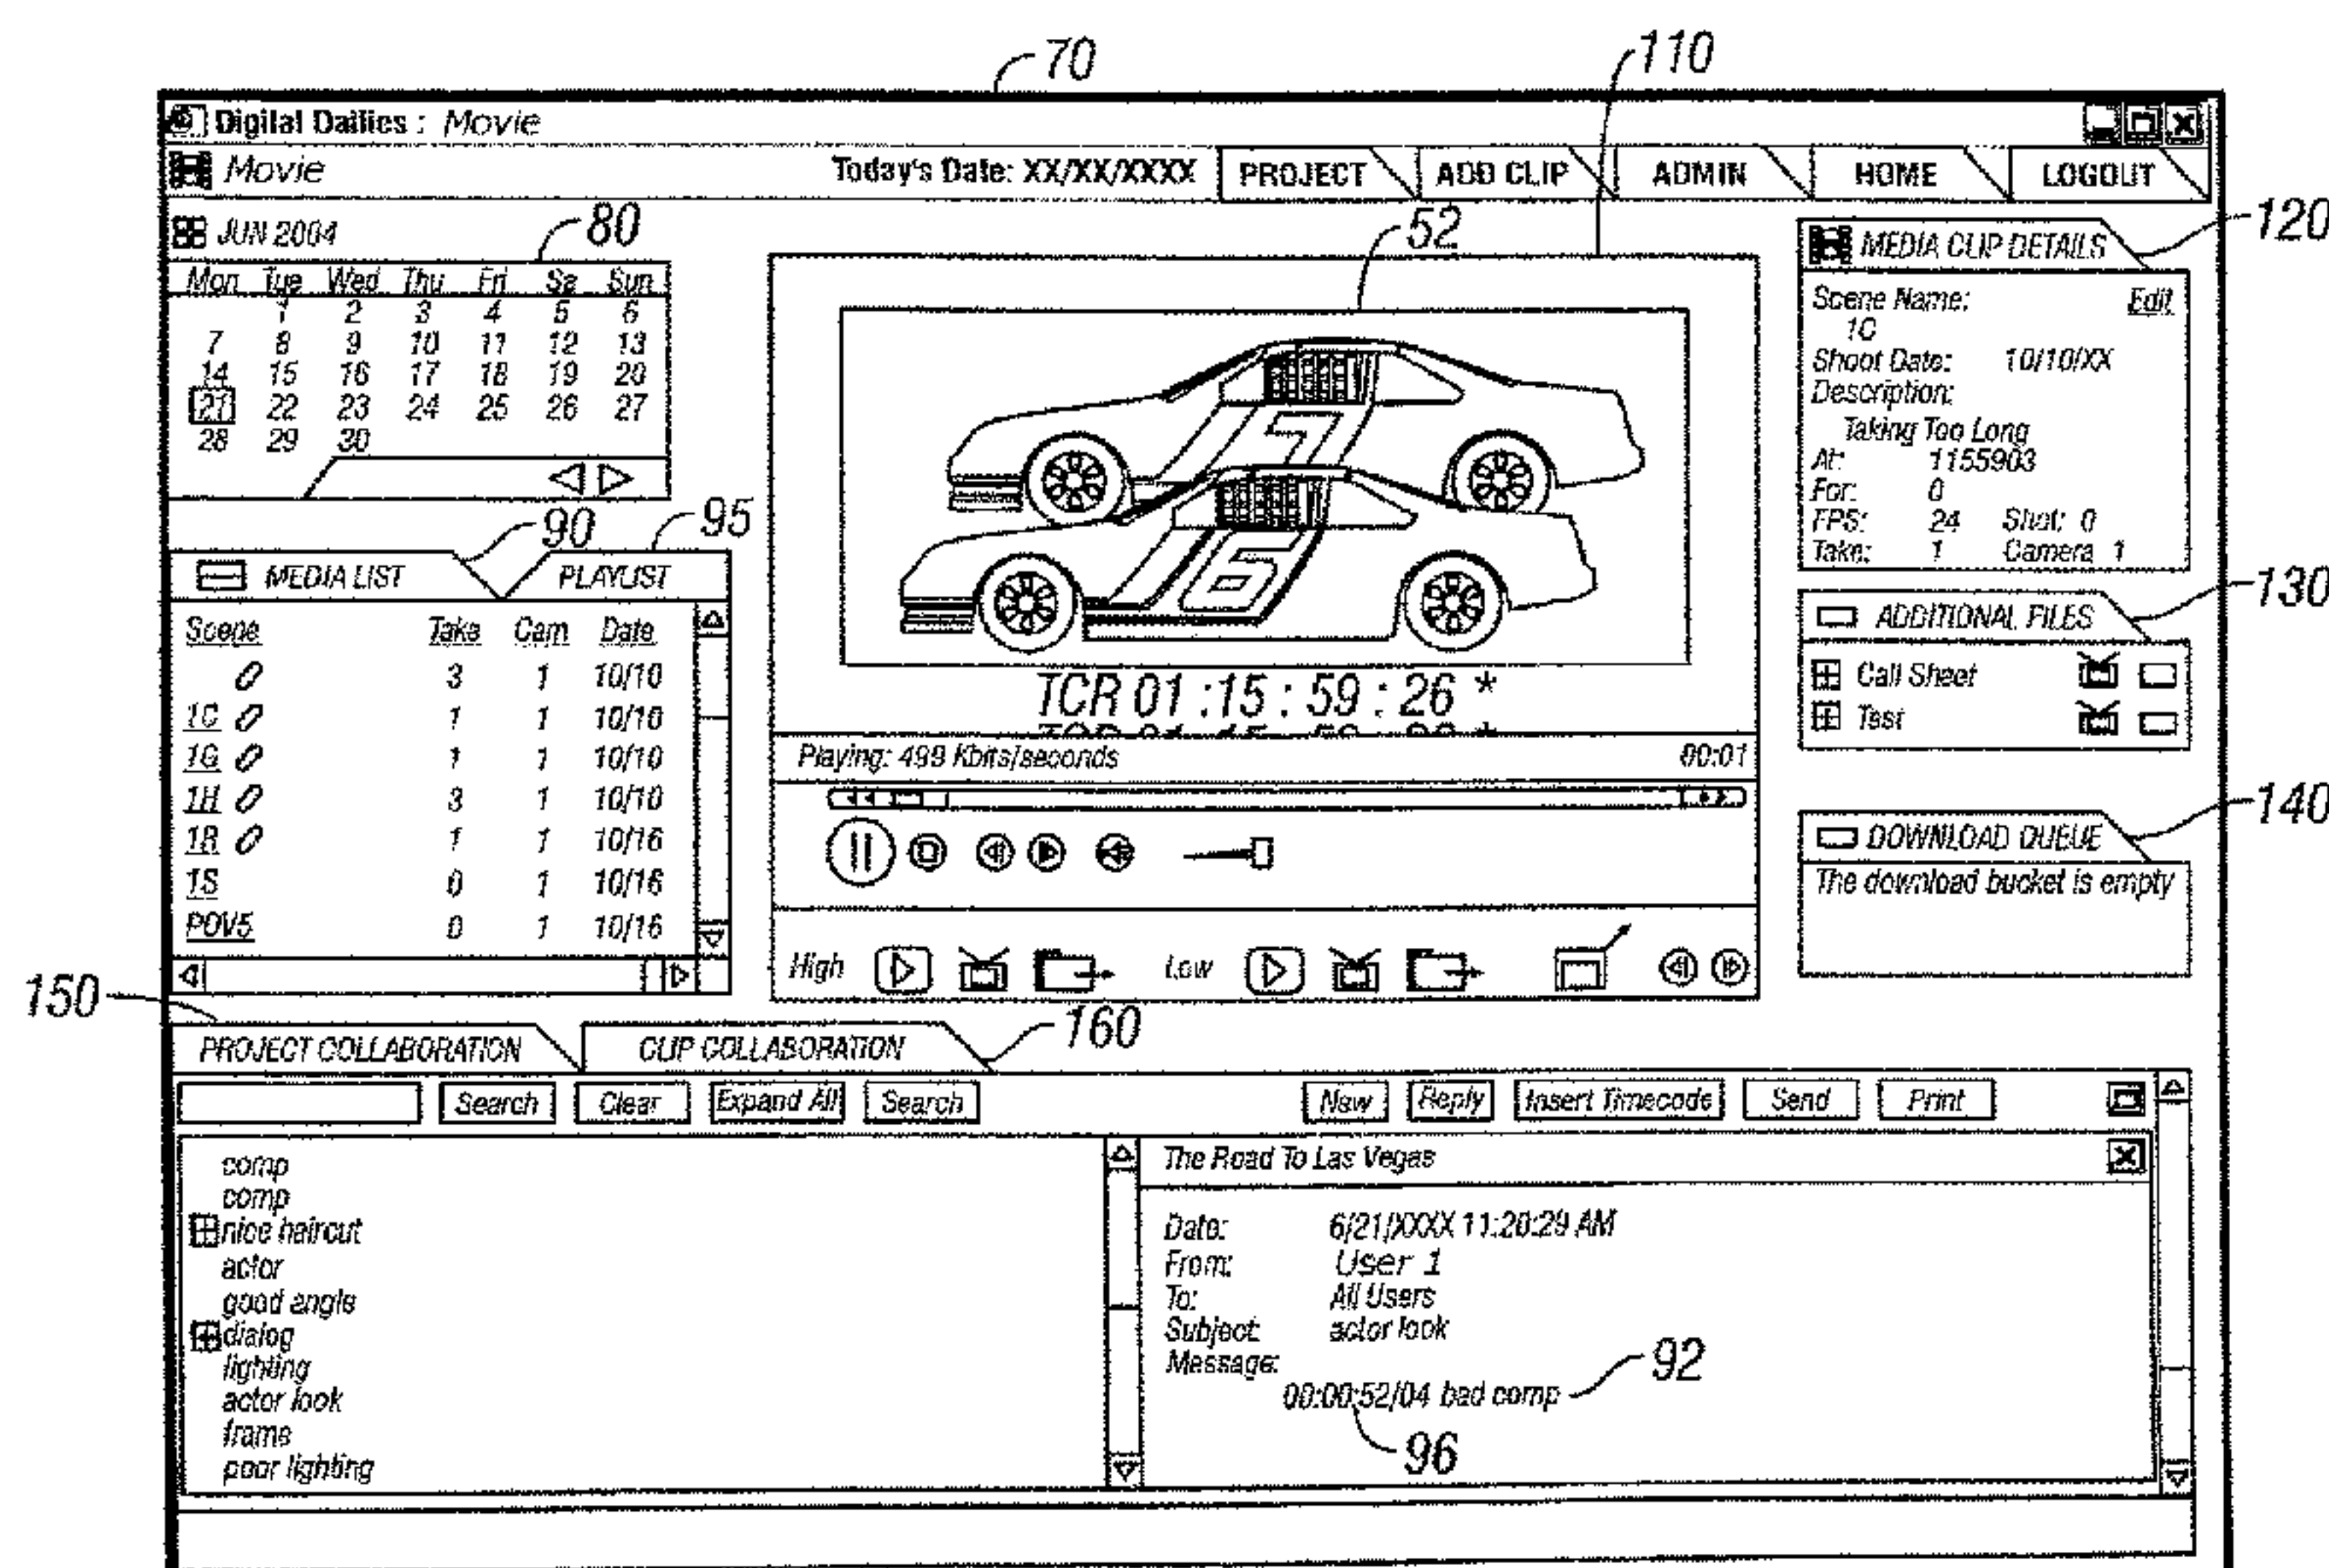 70
110
Digital Dailies : Movie
Movie
Today's Date: XX/XX/XXXX
PROJECT
ADD CLIP
ADMIN
HOME
LOGOUT
JUN 2004
80
Mon Tue Wed Thu Fri Sa Sun
1 2 3 4 5 6
7 8 9 10 11 12 13
14 15 16 17 18 19 20
21 22 23 24 25 26 27
28 29 30
90
95
MEDIA LIST
PLAYLIST
Scene Take Cam Date
3 1 10/10
1C 1 1 10/10
1G 1 1 10/10
1H 3 1 10/10
1R 1 1 10/16
1S 0 1 10/16
POV5 0 1 10/16
52
7
6
TCR 01 :15 : 59 : 26 *
Playing: 499 Kbits/seconds 00:01
High
Low
120
MEDIA CLIP DETAILS
Scene Name: Edit
1C
Shoot Date: 10/10/XX
Description:
Taking Too Long
At: 1155903
For: 0
FPS: 24 Shot: 0
Take: 1 Camera 1
130
ADDITIONAL FILES
Call Sheet
Test
140
DOWNLOAD QUEUE
The download bucket is empty
150
160
PROJECT COLLABORATION
CLIP COLLABORATION
Search
Clear
Expand All
Search
New
Reply
Insert Timecode
Send
Print
comp
comp
nice haircut
actor
good angle
dialog
lighting
actor look
frame
poor lighting
The Road To Las Vegas
Date: 6/21/XXXX 11:20:29 AM
From: User 1
To: All Users
Subject: actor look
Message:
00:00:52/04 bad comp
92
96